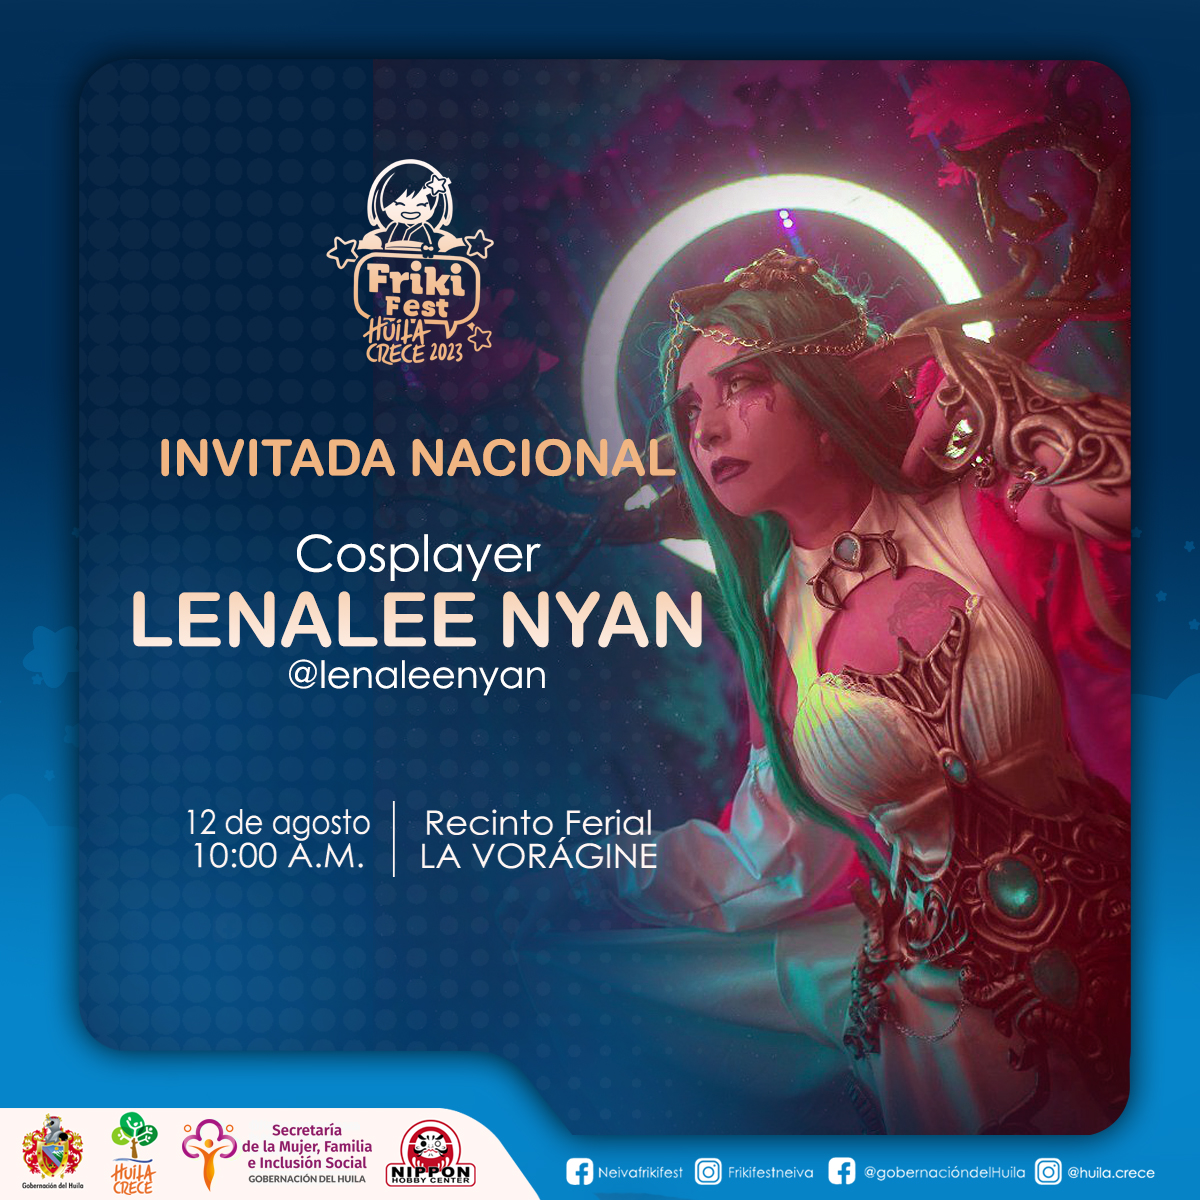 Friki
Fest
HUILA
CRECE 2023
INVITADA NACIONAL
Cosplayer
LENALEE NYAN
@lenaleenyan
12 de agosto
10:00 A.M.
Recinto Ferial
LA VORÁGINE
Gobernación del Huila
HUILA
CRECE
Secretaría
de la Mujer, Familia
e Inclusión Social
GOBERNACIÓN DEL HUILA
NIPPON
HOBBY CENTER
Neivafrikifest
Frikifestneiva
@gobernacióndelHuila
@huila.crece